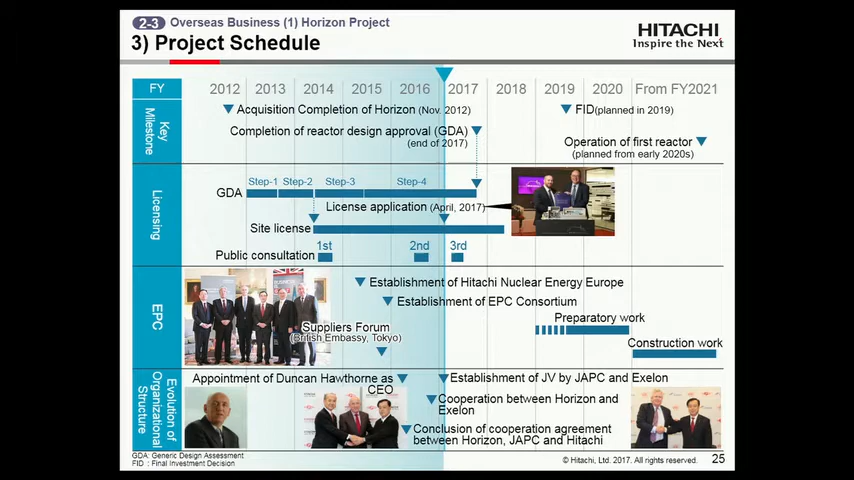 2-3 Overseas Business (1) Horizon Project
3) Project Schedule
HITACHI
Inspire the Next
FY 2012 2013 2014 2015 2016 2017 2018 2019 2020 From FY2021
Key Milestone
Acquisition Completion of Horizon (Nov. 2012)
FID(planned in 2019)
Completion of reactor design approval (GDA)
(end of 2017)
Operation of first reactor
(planned from early 2020s)
Licensing
Step-1 Step-2 Step-3 Step-4
GDA
License application (April, 2017)
Site license
Public consultation 1st 2nd 3rd
EPC
Establishment of Hitachi Nuclear Energy Europe
Establishment of EPC Consortium
Suppliers Forum
(British Embassy, Tokyo)
Preparatory work
Construction work
Evolution of Organizational Structure
Appointment of Duncan Hawthorne as
CEO
Establishment of JV by JAPC and Exelon
Cooperation between Horizon and
Exelon
Conclusion of cooperation agreement
between Horizon, JAPC and Hitachi
GDA: Generic Design Assessment
FID : Final Investment Decision
© Hitachi, Ltd. 2017. All rights reserved. 25